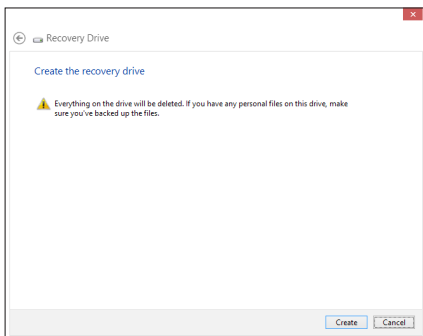 Recovery Drive
Create the recovery drive
Everything on the drive will be deleted. If you have any personal files on this drive, make
sure you've backed up the files.
Create Cancel